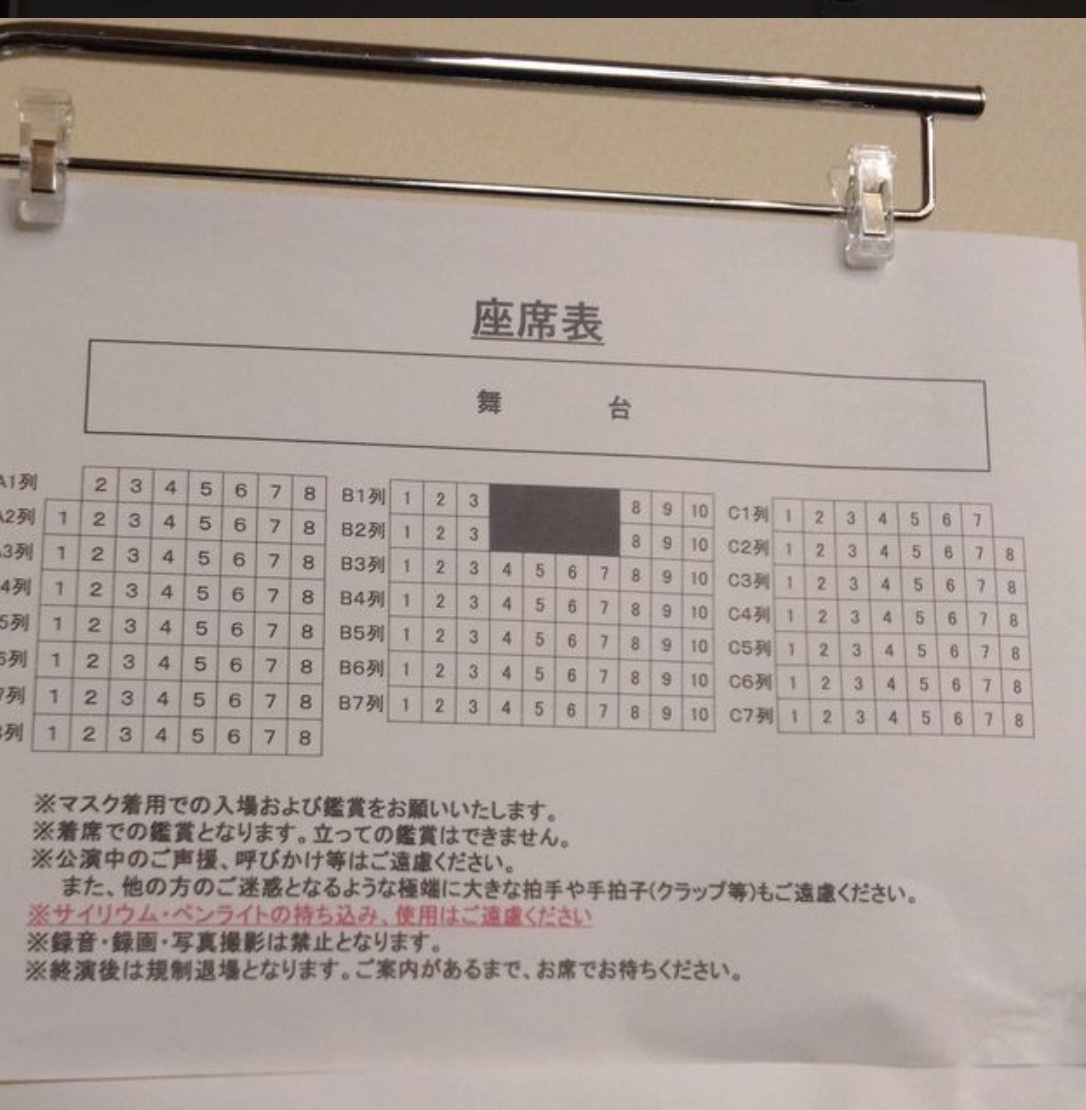 座席表
舞 台
A1列 2 3 4 5 6 7 8
A2列 1 2 3 4 5 6 7 8
A3列 1 2 3 4 5 6 7 8
4列 1 2 3 4 5 6 7 8
5列 1 2 3 4 5 6 7 8
6列 1 2 3 4 5 6 7 8
7列 1 2 3 4 5 6 7 8
8列 1 2 3 4 5 6 7 8
B1列 1 2 3 8 9 10
B2列 1 2 3 8 9 10
B3列 1 2 3 4 5 6 7 8 9 10
B4列 1 2 3 4 5 6 7 8 9 10
B5列 1 2 3 4 5 6 7 8 9 10
B6列 1 2 3 4 5 6 7 8 9 10
B7列 1 2 3 4 5 6 7 8 9 10
C1列 1 2 3 4 5 6 7
C2列 1 2 3 4 5 6 7 8
C3列 1 2 3 4 5 6 7 8
C4列 1 2 3 4 5 6 7 8
C5列 1 2 3 4 5 6 7 8
C6列 1 2 3 4 5 6 7 8
C7列 1 2 3 4 5 6 7 8
※マスク着用での入場および鑑賞をお願いいたします。
※着席での鑑賞となります。立っての鑑賞はできません。
※公演中のご声援、呼びかけ等はご遠慮ください。
また、他の方のご迷惑となるような極端に大きな拍手や手拍子(クラップ等)もご遠慮ください。
※サイリウム・ペンライトの持ち込み、使用はご遠慮ください
※録音・録画・写真撮影は禁止となります。
※終演後は規制退場となります。ご案内があるまで、お席でお待ちください。